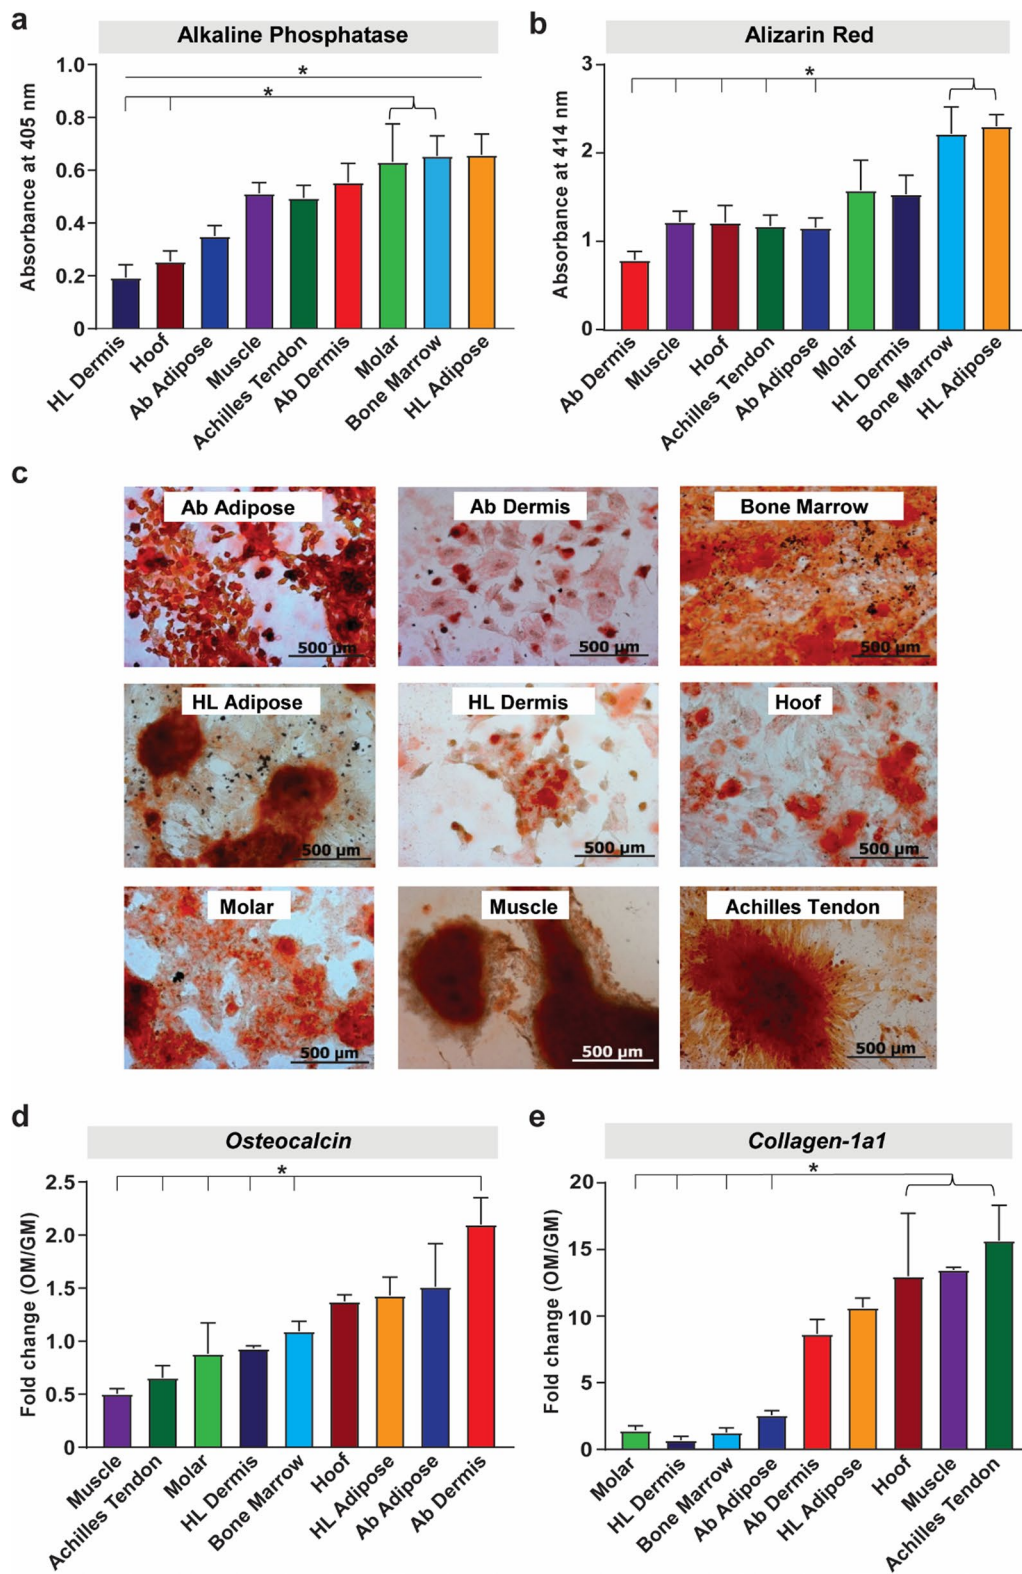 a
Alkaline Phosphatase
Absorbance at 405 nm
1.0
0.8
0.6
0.4
0.2
0
*
*
HL Dermis
Hoof
Ab Adipose
Muscle
Achilles Tendon
Ab Dermis
Molar
Bone Marrow
HL Adipose
b
Alizarin Red
Absorbance at 414 nm
3
2
1
0
*
Ab Dermis
Muscle
Hoof
Achilles Tendon
Ab Adipose
Molar
HL Dermis
Bone Marrow
HL Adipose
c
Ab Adipose
500 µm
Ab Dermis
500 µm
Bone Marrow
500 µm
HL Adipose
500 µm
HL Dermis
500 µm
Hoof
500 µm
Molar
500 µm
Muscle
500 µm
Achilles Tendon
500 µm
d
Osteocalcin
Fold change (OM/GM)
2.5
2.0
1.5
1.0
0.5
0
*
Muscle
Achilles Tendon
Molar
HL Dermis
Bone Marrow
Hoof
HL Adipose
Ab Adipose
Ab Dermis
e
Collagen-1a1
Fold change (OM/GM)
20
15
10
5
0
*
Molar
HL Dermis
Bone Marrow
Ab Adipose
Ab Dermis
HL Adipose
Hoof
Muscle
Achilles Tendon